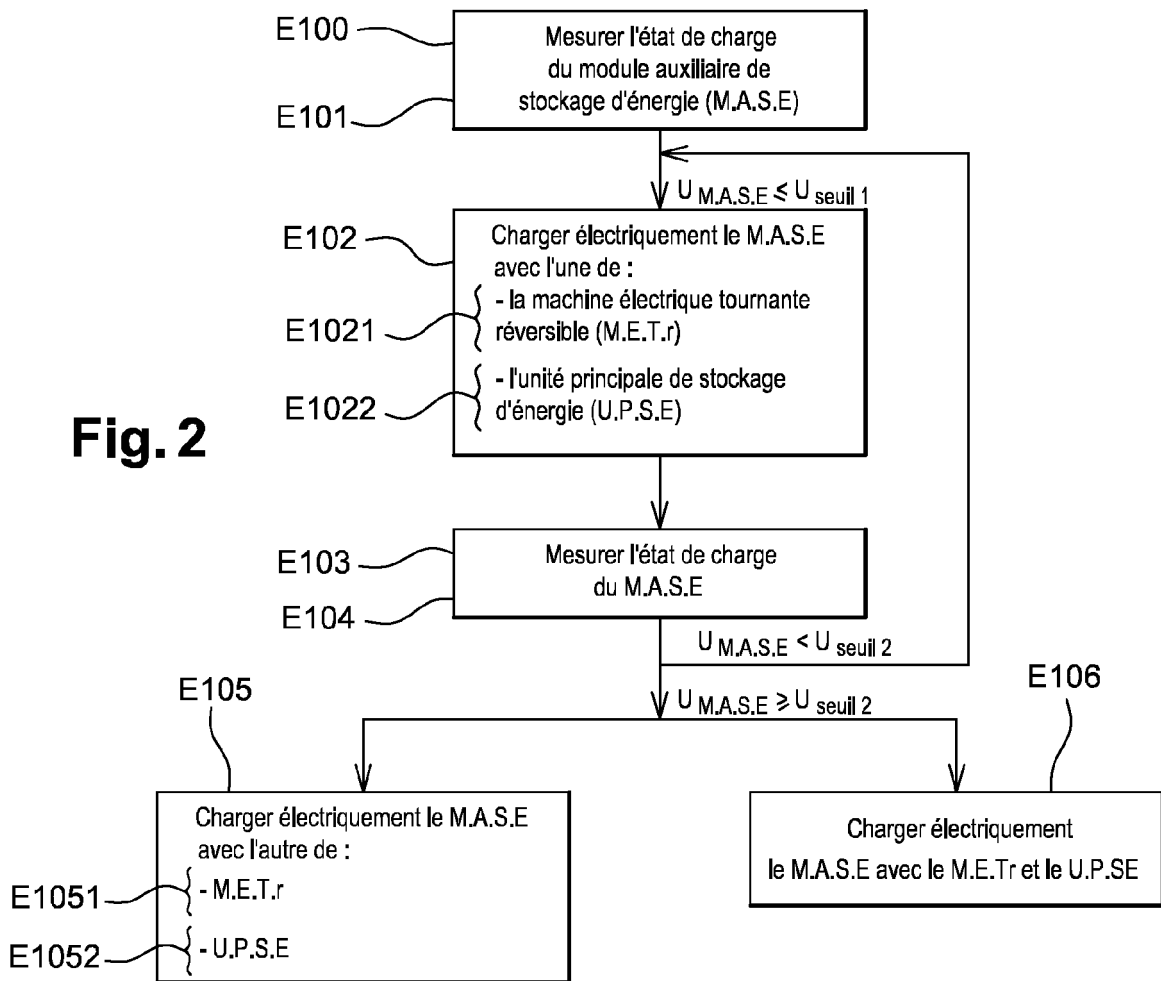 E100
E101
Mesurer l'état de charge
du module auxiliaire de
stockage d'énergie (M.A.S.E)
U M.A.S.E ≤ U seuil 1
E102
Charger électriquement le M.A.S.E
avec l'une de :
E1021
- la machine électrique tournante
réversible (M.E.T.r)
E1022
- l'unité principale de stockage
d'énergie (U.P.S.E)
Fig. 2
E103
E104
Mesurer l'état de charge
du M.A.S.E
U M.A.S.E < U seuil 2
U M.A.S.E ≥ U seuil 2
E105
Charger électriquement le M.A.S.E
avec l'autre de :
E1051
- M.E.T.r
E1052
- U.P.S.E
E106
Charger électriquement
le M.A.S.E avec le M.E.Tr et le U.P.SE